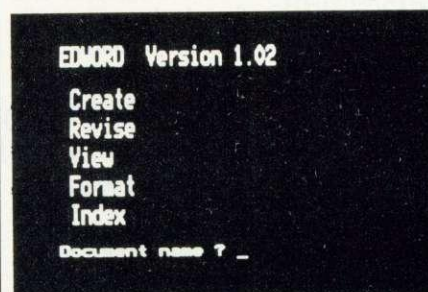 EDWORD Version 1.02
Create
Revise
View
Format
Index
Document name ? _